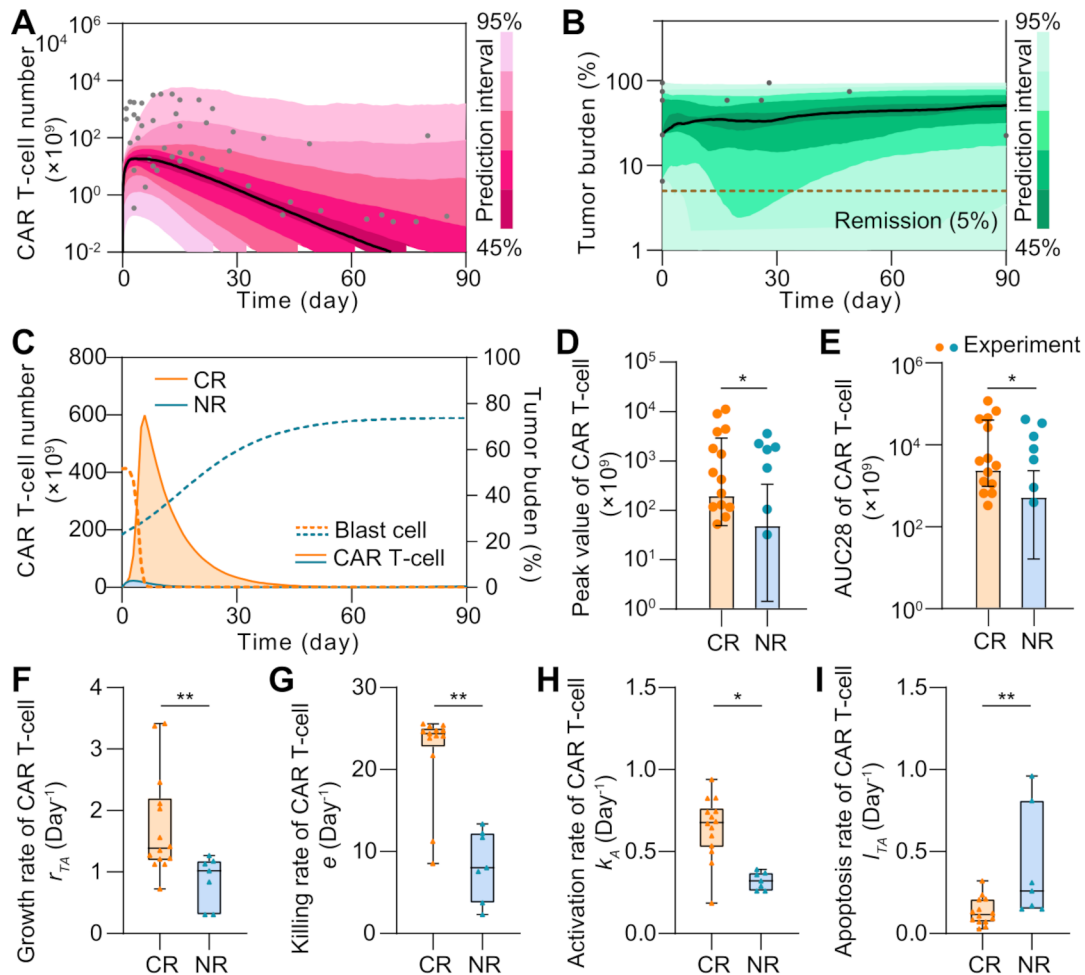 A
CAR T-cell number
(×10⁹)
10⁶
10⁴
10⁴
10²
10⁰
10⁻²
0
30
60
90
Time (day)
95%
Prediction interval
45%
B
Tumor burden (%)
100
10
1
Remission (5%)
0
30
60
90
Time (day)
95%
Prediction interval
45%
C
CAR T-cell number
(×10⁹)
800
600
400
200
0
CR
NR
Blast cell
CAR T-cell
100
80
60
40
20
0
Tumor buden (%)
0
30
60
90
Time (day)
D
Peak value of CAR T-cell
(×10⁹)
10⁵
10⁴
10³
10²
10¹
10⁰
*
CR
NR
E
Experiment
AUC28 of CAR T-cell
(×10⁹)
10⁶
10⁴
10²
10⁰
*
CR
NR
F
Growth rate of CAR T-cell
r_TA (Day⁻¹)
4
3
2
1
0
**
CR
NR
G
Killing rate of CAR T-cell
e (Day⁻¹)
30
20
10
0
**
CR
NR
H
Activation rate of CAR T-cell
k_A (Day⁻¹)
1.5
1.0
0.5
0.0
*
CR
NR
I
Apoptosis rate of CAR T-cell
l_TA (Day⁻¹)
1.5
1.0
0.5
0.0
**
CR
NR